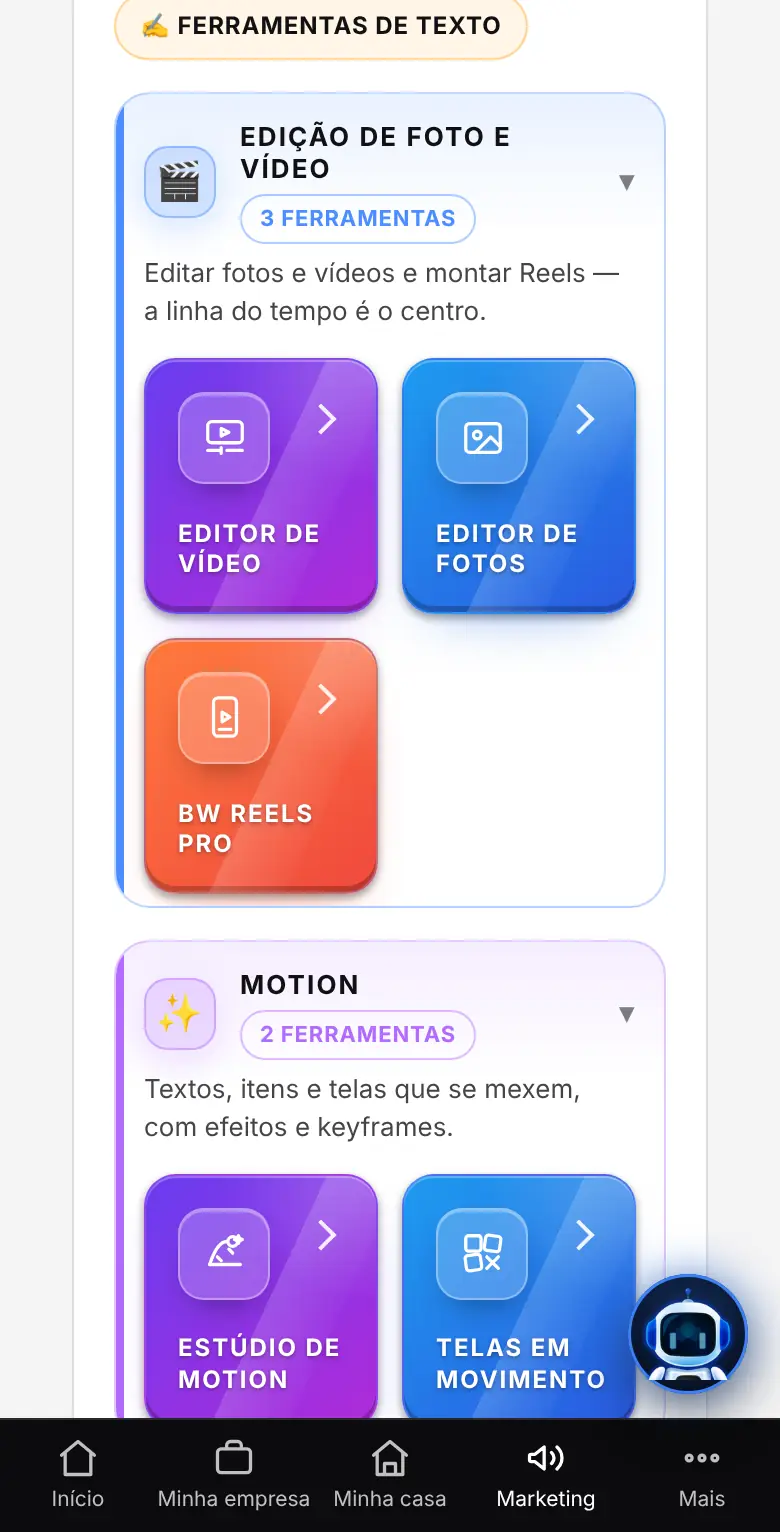 ✍️ FERRAMENTAS DE TEXTO
EDIÇÃO DE FOTO E
VÍDEO
3 FERRAMENTAS
Editar fotos e vídeos e montar Reels —
a linha do tempo é o centro.
EDITOR DE
VÍDEO
EDITOR DE
FOTOS
BW REELS
PRO
MOTION
2 FERRAMENTAS
Textos, itens e telas que se mexem,
com efeitos e keyframes.
ESTÚDIO DE
MOTION
TELAS EM
MOVIMENTO
Início
Minha empresa
Minha casa
Marketing
Mais